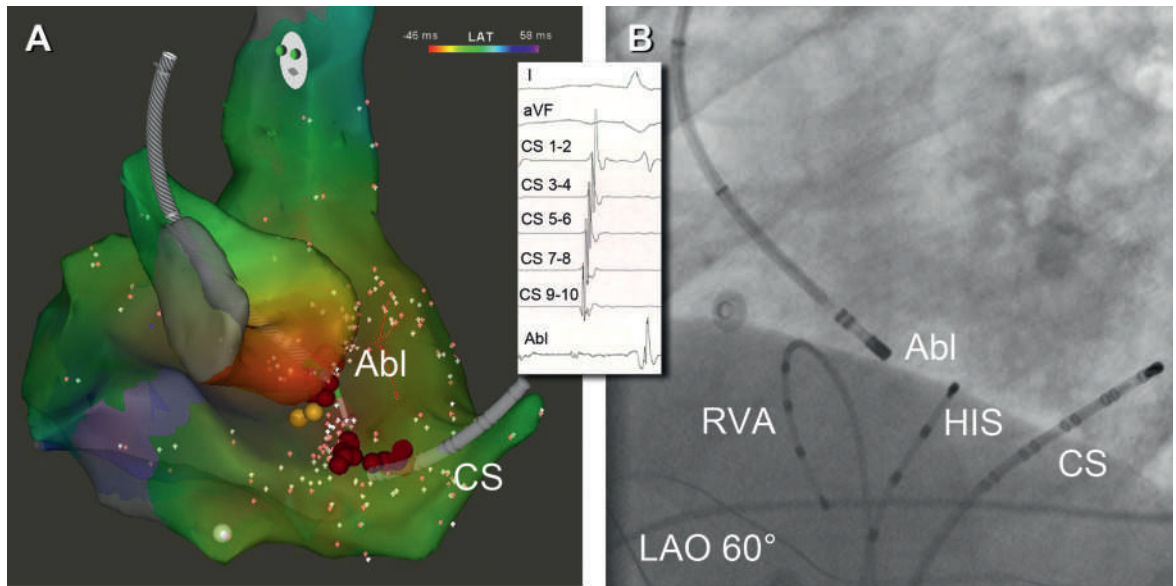 A
-45 ms LAT 58 ms
Abl
CS
I
aVF
CS 1-2
CS 3-4
CS 5-6
CS 7-8
CS 9-10
Abl
B
Abl
RVA
HIS
CS
LAO 60°